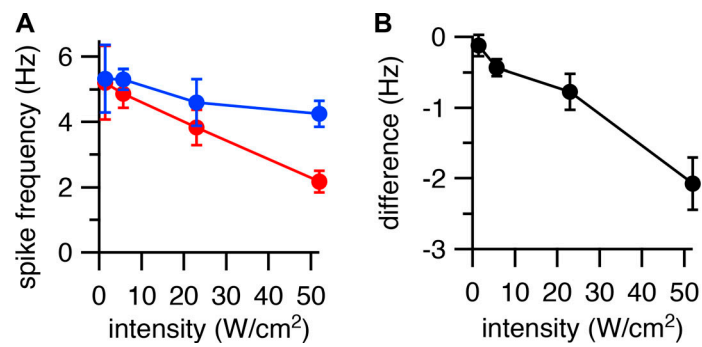 A
spike frequency (Hz)
6
4
2
0
0 10 20 30 40 50
intensity (W/cm²)
B
difference (Hz)
0
-1
-2
-3
0 10 20 30 40 50
intensity (W/cm²)